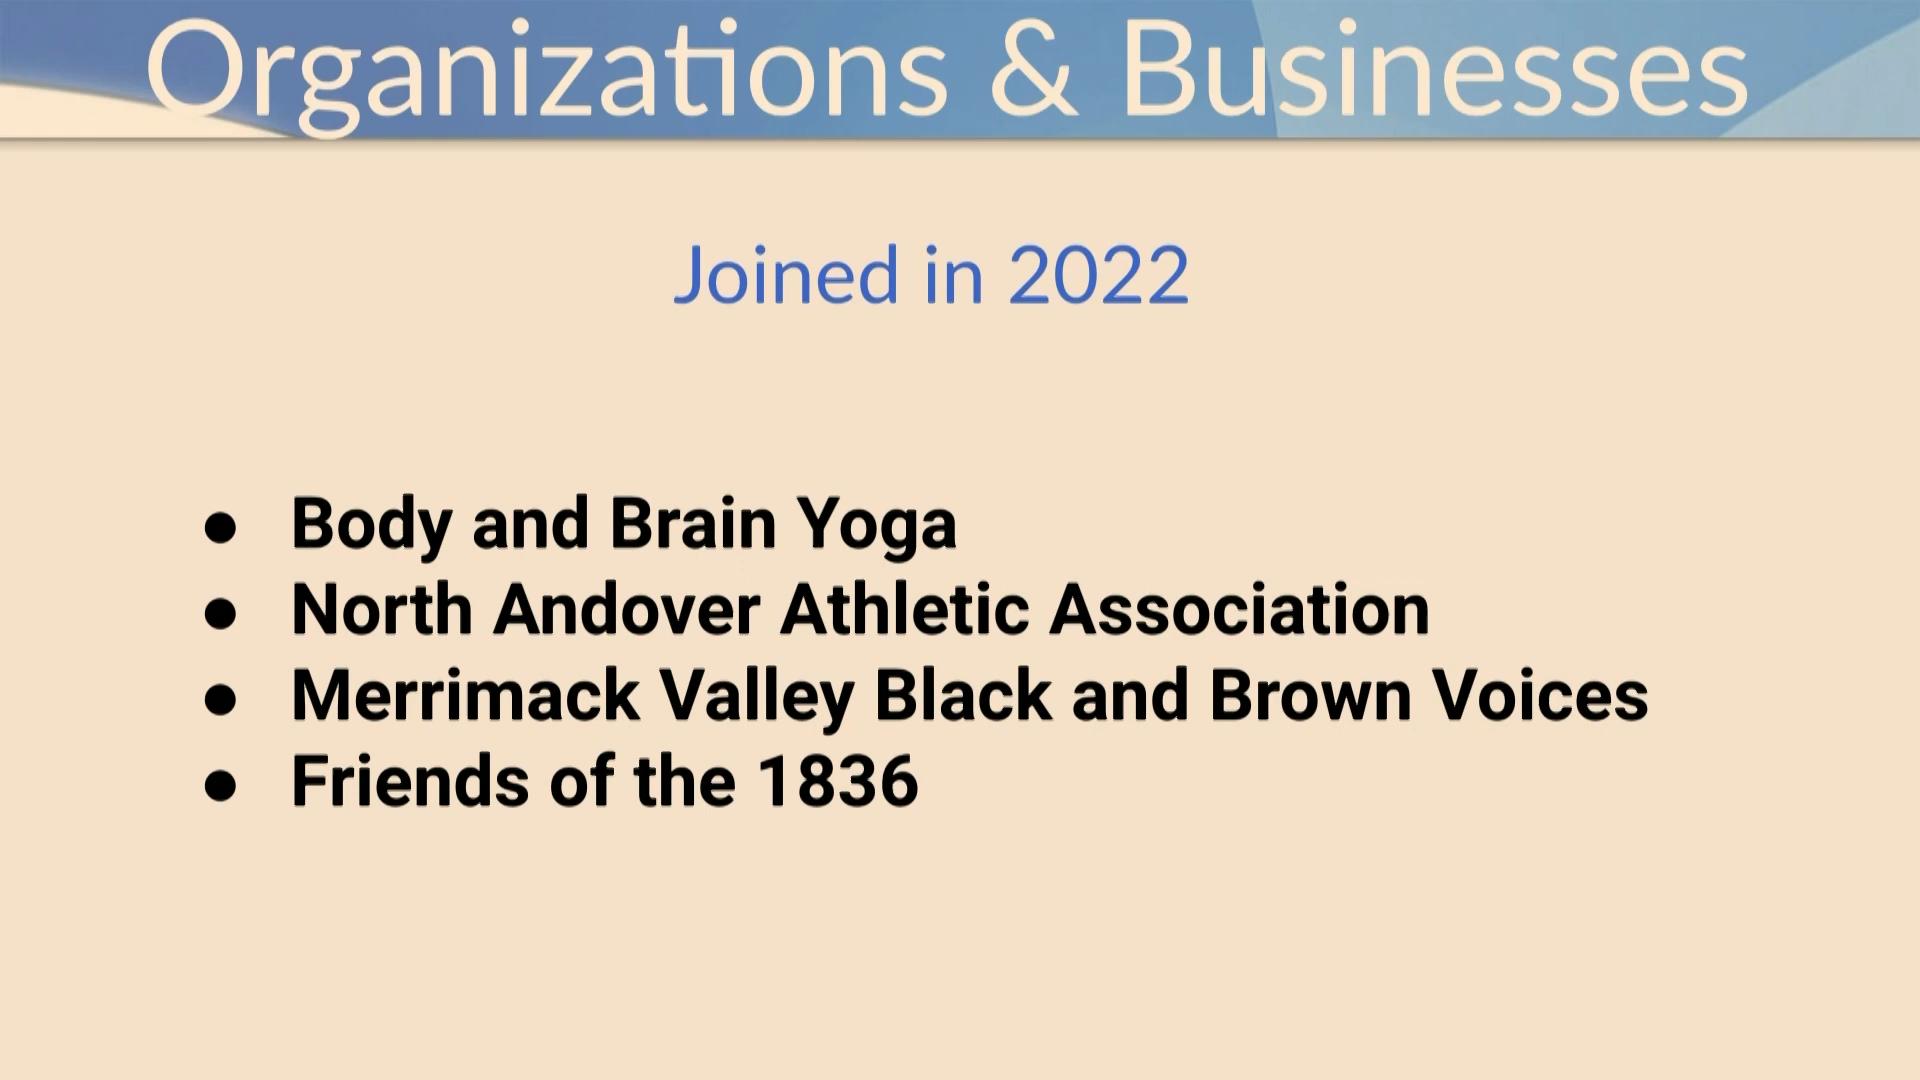 Organizations & Businesses
Joined in 2022
● Body and Brain Yoga
● North Andover Athletic Association
● Merrimack Valley Black and Brown Voices
● Friends of the 1836